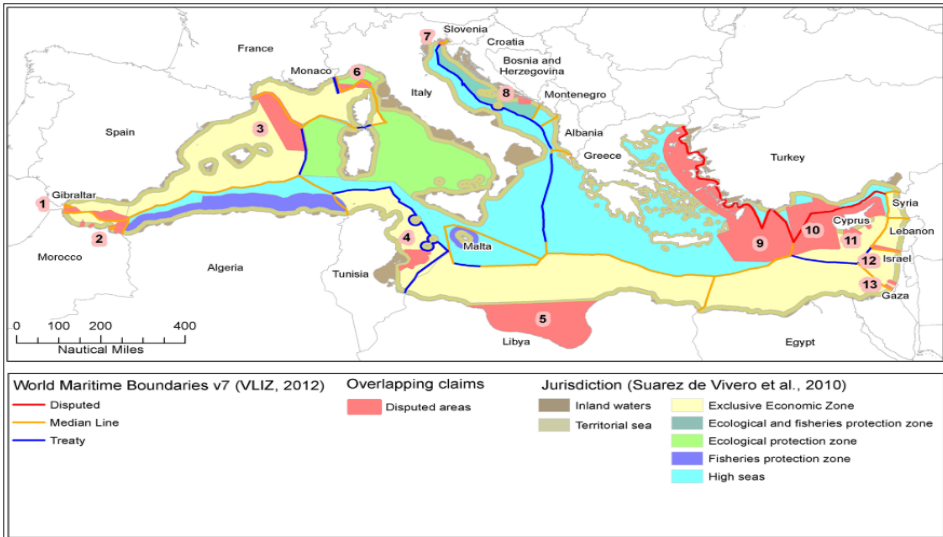 Slovenia
7
Croatia
France
Bosnia and
Herzegovina
Monaco
6
Italy
8
Montenegro
Spain
3
Albania
Greece
Turkey
Gibraltar
1
Syria
Cyprus
Lebanon
2
4
Malta
9
10
11
12
Israel
Morocco
Algeria
Tunisia
13
Gaza
5
Libya
Egypt
0 100 200 400
Nautical Miles
World Maritime Boundaries v7 (VLIZ, 2012)
Disputed
Median Line
Treaty
Overlapping claims
Disputed areas
Jurisdiction (Suarez de Vivero et al., 2010)
Inland waters
Territorial sea
Exclusive Economic Zone
Ecological and fisheries protection zone
Ecological protection zone
Fisheries protection zone
High seas